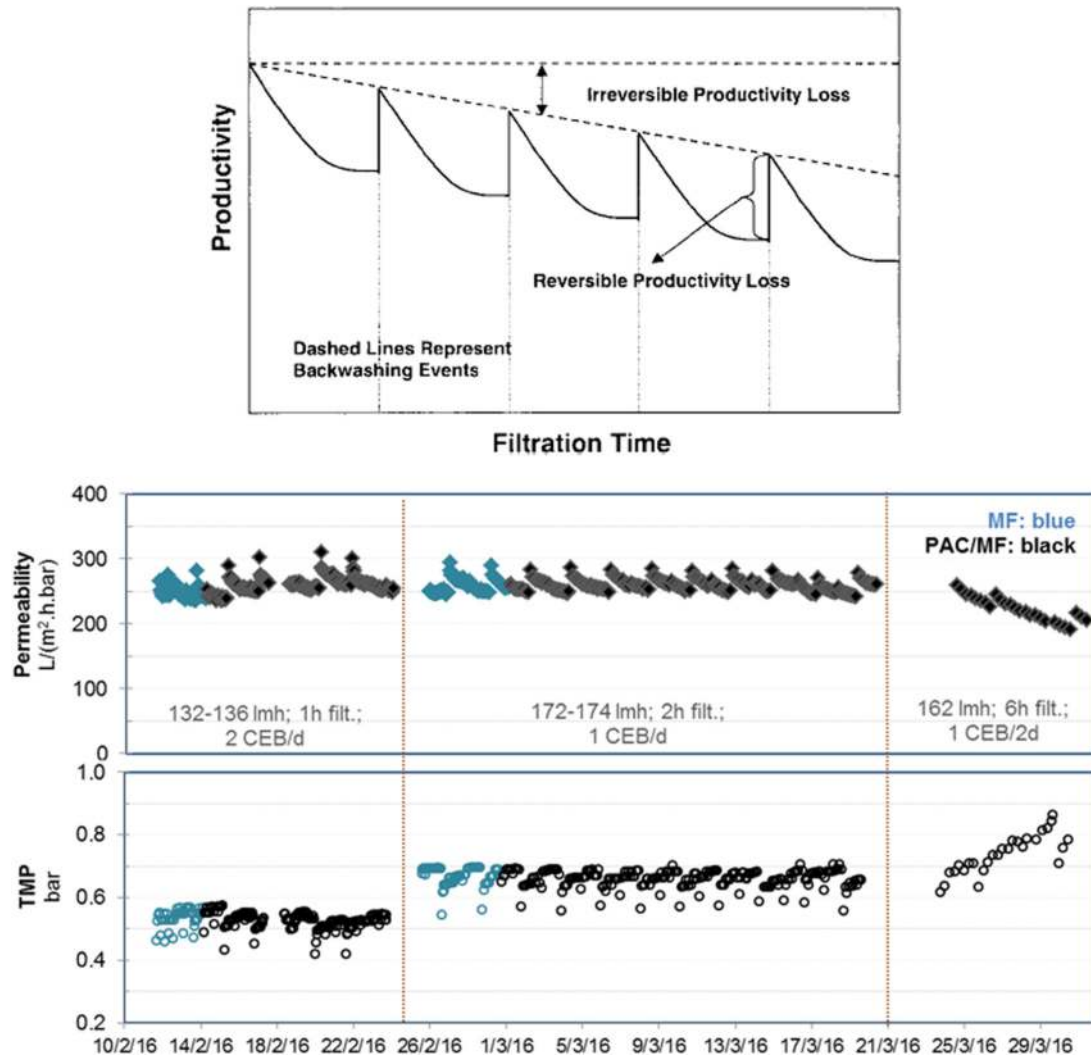 Productivity
Irreversible Productivity Loss
Reversible Productivity Loss
Dashed Lines Represent
Backwashing Events
Filtration Time
Permeability
L/(m².h.bar)
400
300
200
100
0
MF: blue
PAC/MF: black
132-136 lmh; 1h filt.;
2 CEB/d
172-174 lmh; 2h filt.;
1 CEB/d
162 lmh; 6h filt.;
1 CEB/2d
TMP
bar
1.0
0.8
0.6
0.4
0.2
10/2/16 14/2/16 18/2/16 22/2/16 26/2/16 1/3/16 5/3/16 9/3/16 13/3/16 17/3/16 21/3/16 25/3/16 29/3/16